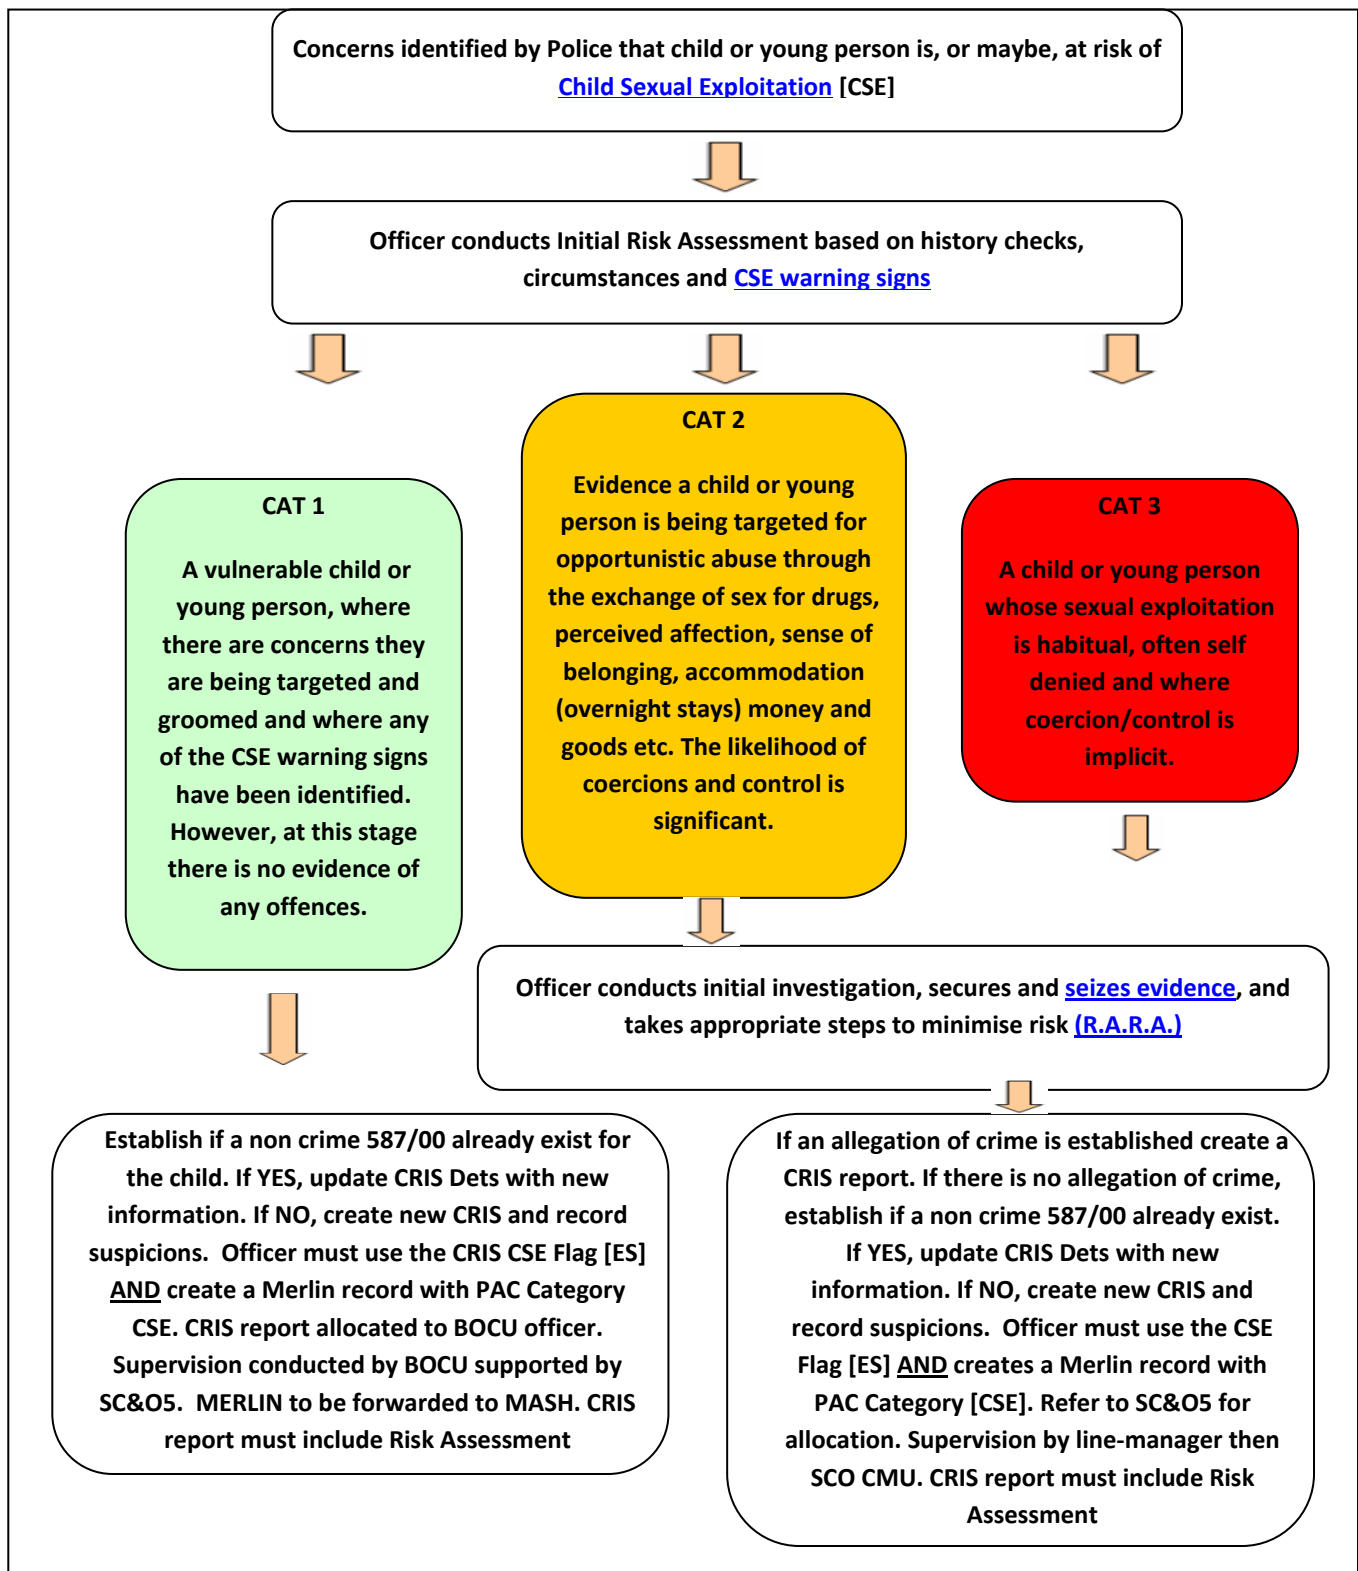 Concerns identified by Police that child or young person is, or maybe, at risk of
Child Sexual Exploitation [CSE]
Officer conducts Initial Risk Assessment based on history checks,
circumstances and CSE warning signs
CAT 1
A vulnerable child or
young person, where
there are concerns they
are being targeted and
groomed and where any
of the CSE warning signs
have been identified.
However, at this stage
there is no evidence of
any offences.
CAT 2
Evidence a child or young
person is being targeted for
opportunistic abuse through
the exchange of sex for drugs,
perceived affection, sense of
belonging, accommodation
(overnight stays) money and
goods etc. The likelihood of
coercions and control is
significant.
CAT 3
A child or young person
whose sexual exploitation
is habitual, often self
denied and where
coercion/control is
implicit.
Officer conducts initial investigation, secures and seizes evidence, and
takes appropriate steps to minimise risk (R.A.R.A.)
Establish if a non crime 587/00 already exist for
the child. If YES, update CRIS Dets with new
information. If NO, create new CRIS and record
suspicions.  Officer must use the CRIS CSE Flag [ES]
AND create a Merlin record with PAC Category
CSE. CRIS report allocated to BOCU officer.
Supervision conducted by BOCU supported by
SC&O5.  MERLIN to be forwarded to MASH. CRIS
report must include Risk Assessment
If an allegation of crime is established create a
CRIS report. If there is no allegation of crime,
establish if a non crime 587/00 already exist.
If YES, update CRIS Dets with new
information. If NO, create new CRIS and
record suspicions.  Officer must use the CSE
Flag [ES] AND creates a Merlin record with
PAC Category [CSE]. Refer to SC&O5 for
allocation. Supervision by line-manager then
SCO CMU. CRIS report must include Risk
Assessment